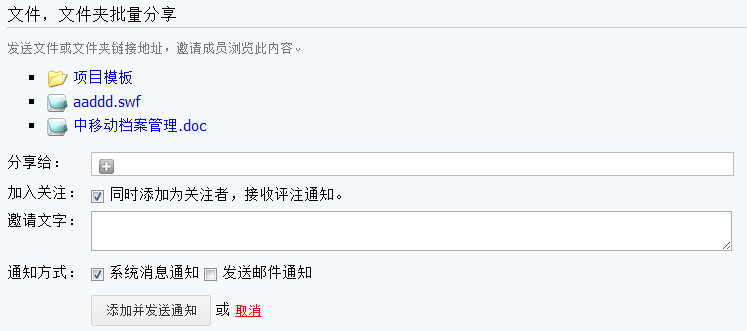 文件，文件夹批量分享
发送文件或文件夹链接地址，邀请成员浏览此内容。
项目模板
aaddd.swf
中移动档案管理.doc
分享给：
加入关注： 同时添加为关注者，接收评注通知。
邀请文字：
通知方式： 系统消息通知 发送邮件通知
添加并发送通知 或 取消